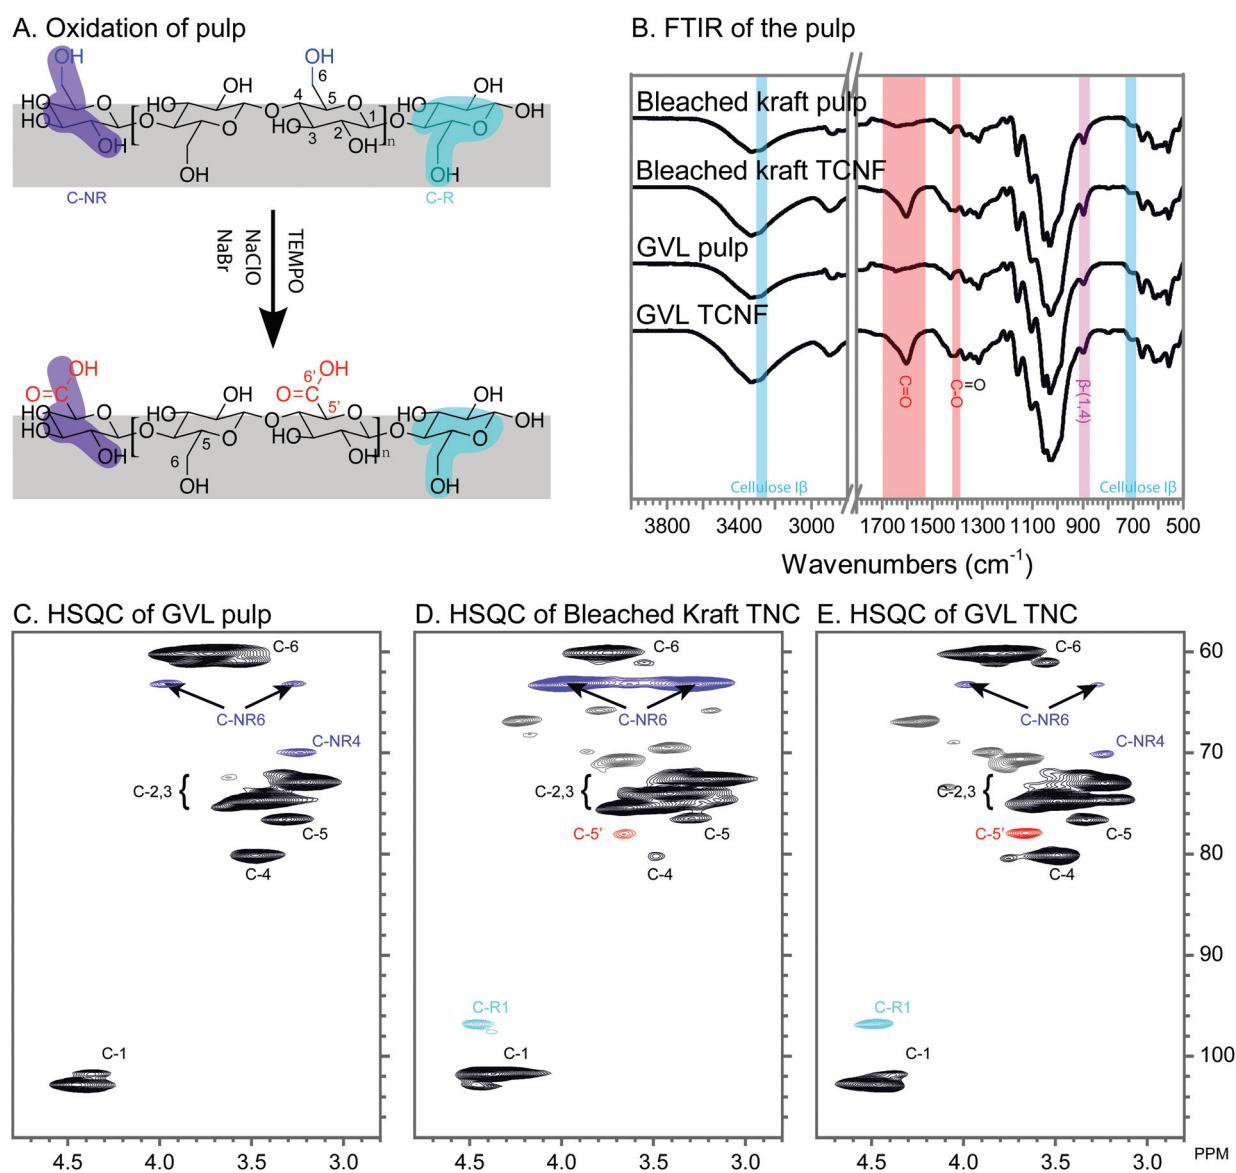 A. Oxidation of pulp
OH
OH
6
HO
O
OH
4
5
OH
HO
HO
O
O
O
O
1
HO
OH
HO
3
2
O
O
OH
[
]n
OH
OH
OH
OH
C-NR
C-R
TEMPO
NaClO
NaBr
OH
6'
OH
O=C
O=C
5'
OH
OH
HO
HO
HO
O
O
O
O
HO
OH
5
HO
O
O
OH
[
OH
]n
6
OH
OH
B. FTIR of the pulp
Bleached kraft pulp
Bleached kraft TCNF
GVL pulp
GVL TCNF
C=O
C-O
=O
β-(1,4)
Cellulose Iβ
Cellulose Iβ
3800 3400 3000 1700 1500 1300 1100 900 700 500
Wavenumbers (cm-1)
C. HSQC of GVL pulp
C-6
C-NR6
C-NR4
C-2,3 {
C-5
C-4
C-1
4.5 4.0 3.5 3.0
D. HSQC of Bleached Kraft TNC
C-6
C-NR6
C-2,3 {
C-5'
C-5
C-4
C-R1
C-1
4.5 4.0 3.5 3.0
E. HSQC of GVL TNC
C-6
C-NR6
C-NR4
C-2,3 {
C-5'
C-5
C-4
C-R1
C-1
4.5 4.0 3.5 3.0
60
70
80
90
100
PPM